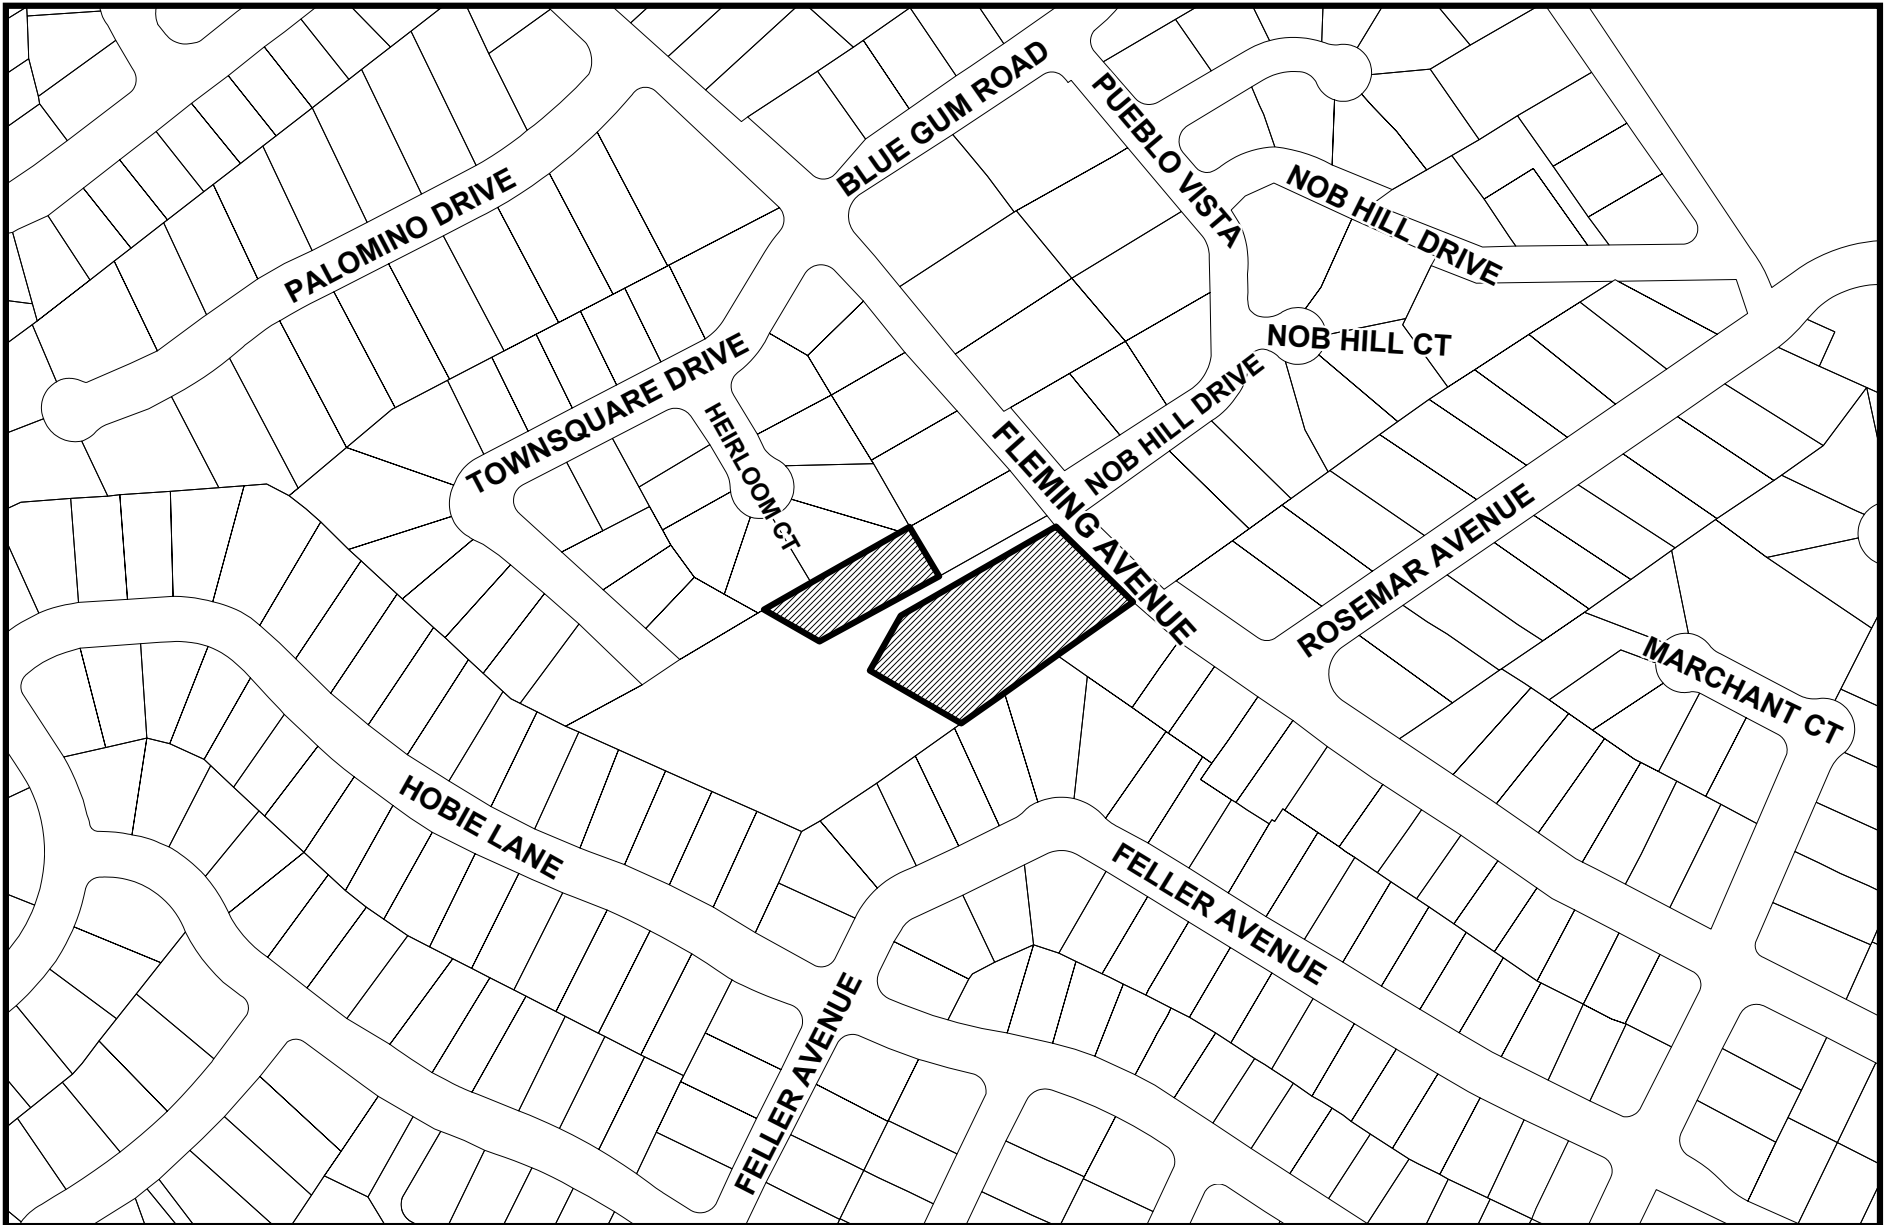 BLUE GUM ROAD
PUEBLO VISTA
PALOMINO DRIVE
NOB HILL DRIVE
NOB HILL CT
TOWNSQUARE DRIVE
HEIRLOOM CT
NOB HILL DRIVE
FLEMING AVENUE
ROSEMAR AVENUE
MARCHANT CT
HOBIE LANE
FELLER AVENUE
FELLER AVENUE